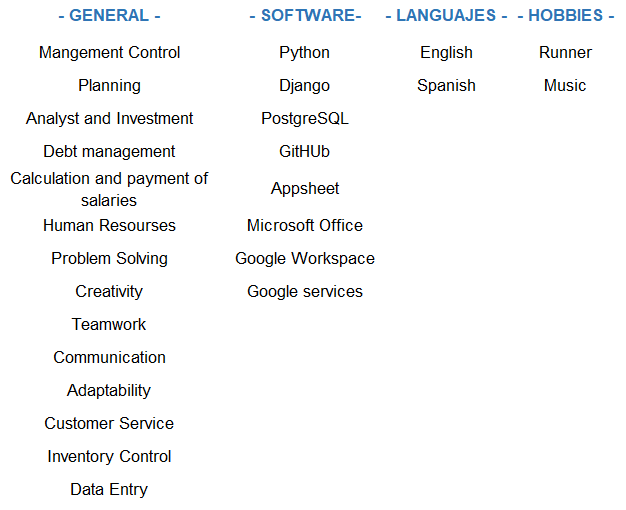 - GENERAL -
- SOFTWARE-
- LANGUAJES -
- HOBBIES -
Mangement Control
Python
English
Runner
Planning
Django
Spanish
Music
Analyst and Investment
PostgreSQL
Debt management
GitHUb
Calculation and payment of
salaries
Appsheet
Human Resourses
Microsoft Office
Problem Solving
Google Workspace
Creativity
Google services
Teamwork
Communication
Adaptability
Customer Service
Inventory Control
Data Entry